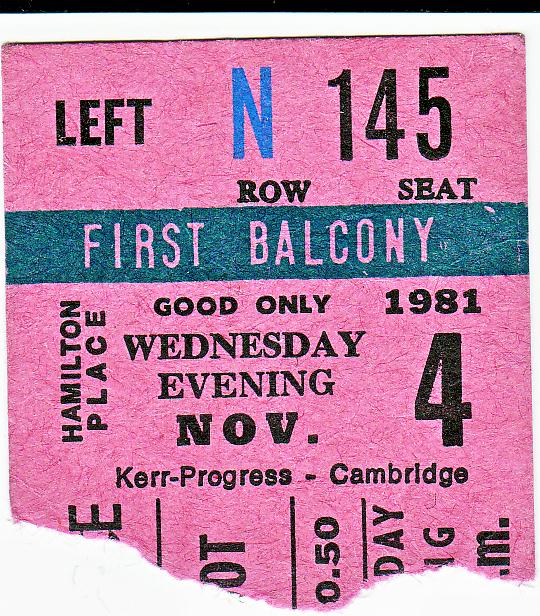 LEFT N 145
ROW SEAT
FIRST BALCONY
GOOD ONLY 1981
HAMILTON
PLACE
WEDNESDAY
EVENING
NOV. 4
Kerr-Progress - Cambridge
0.50
DAY
.m.